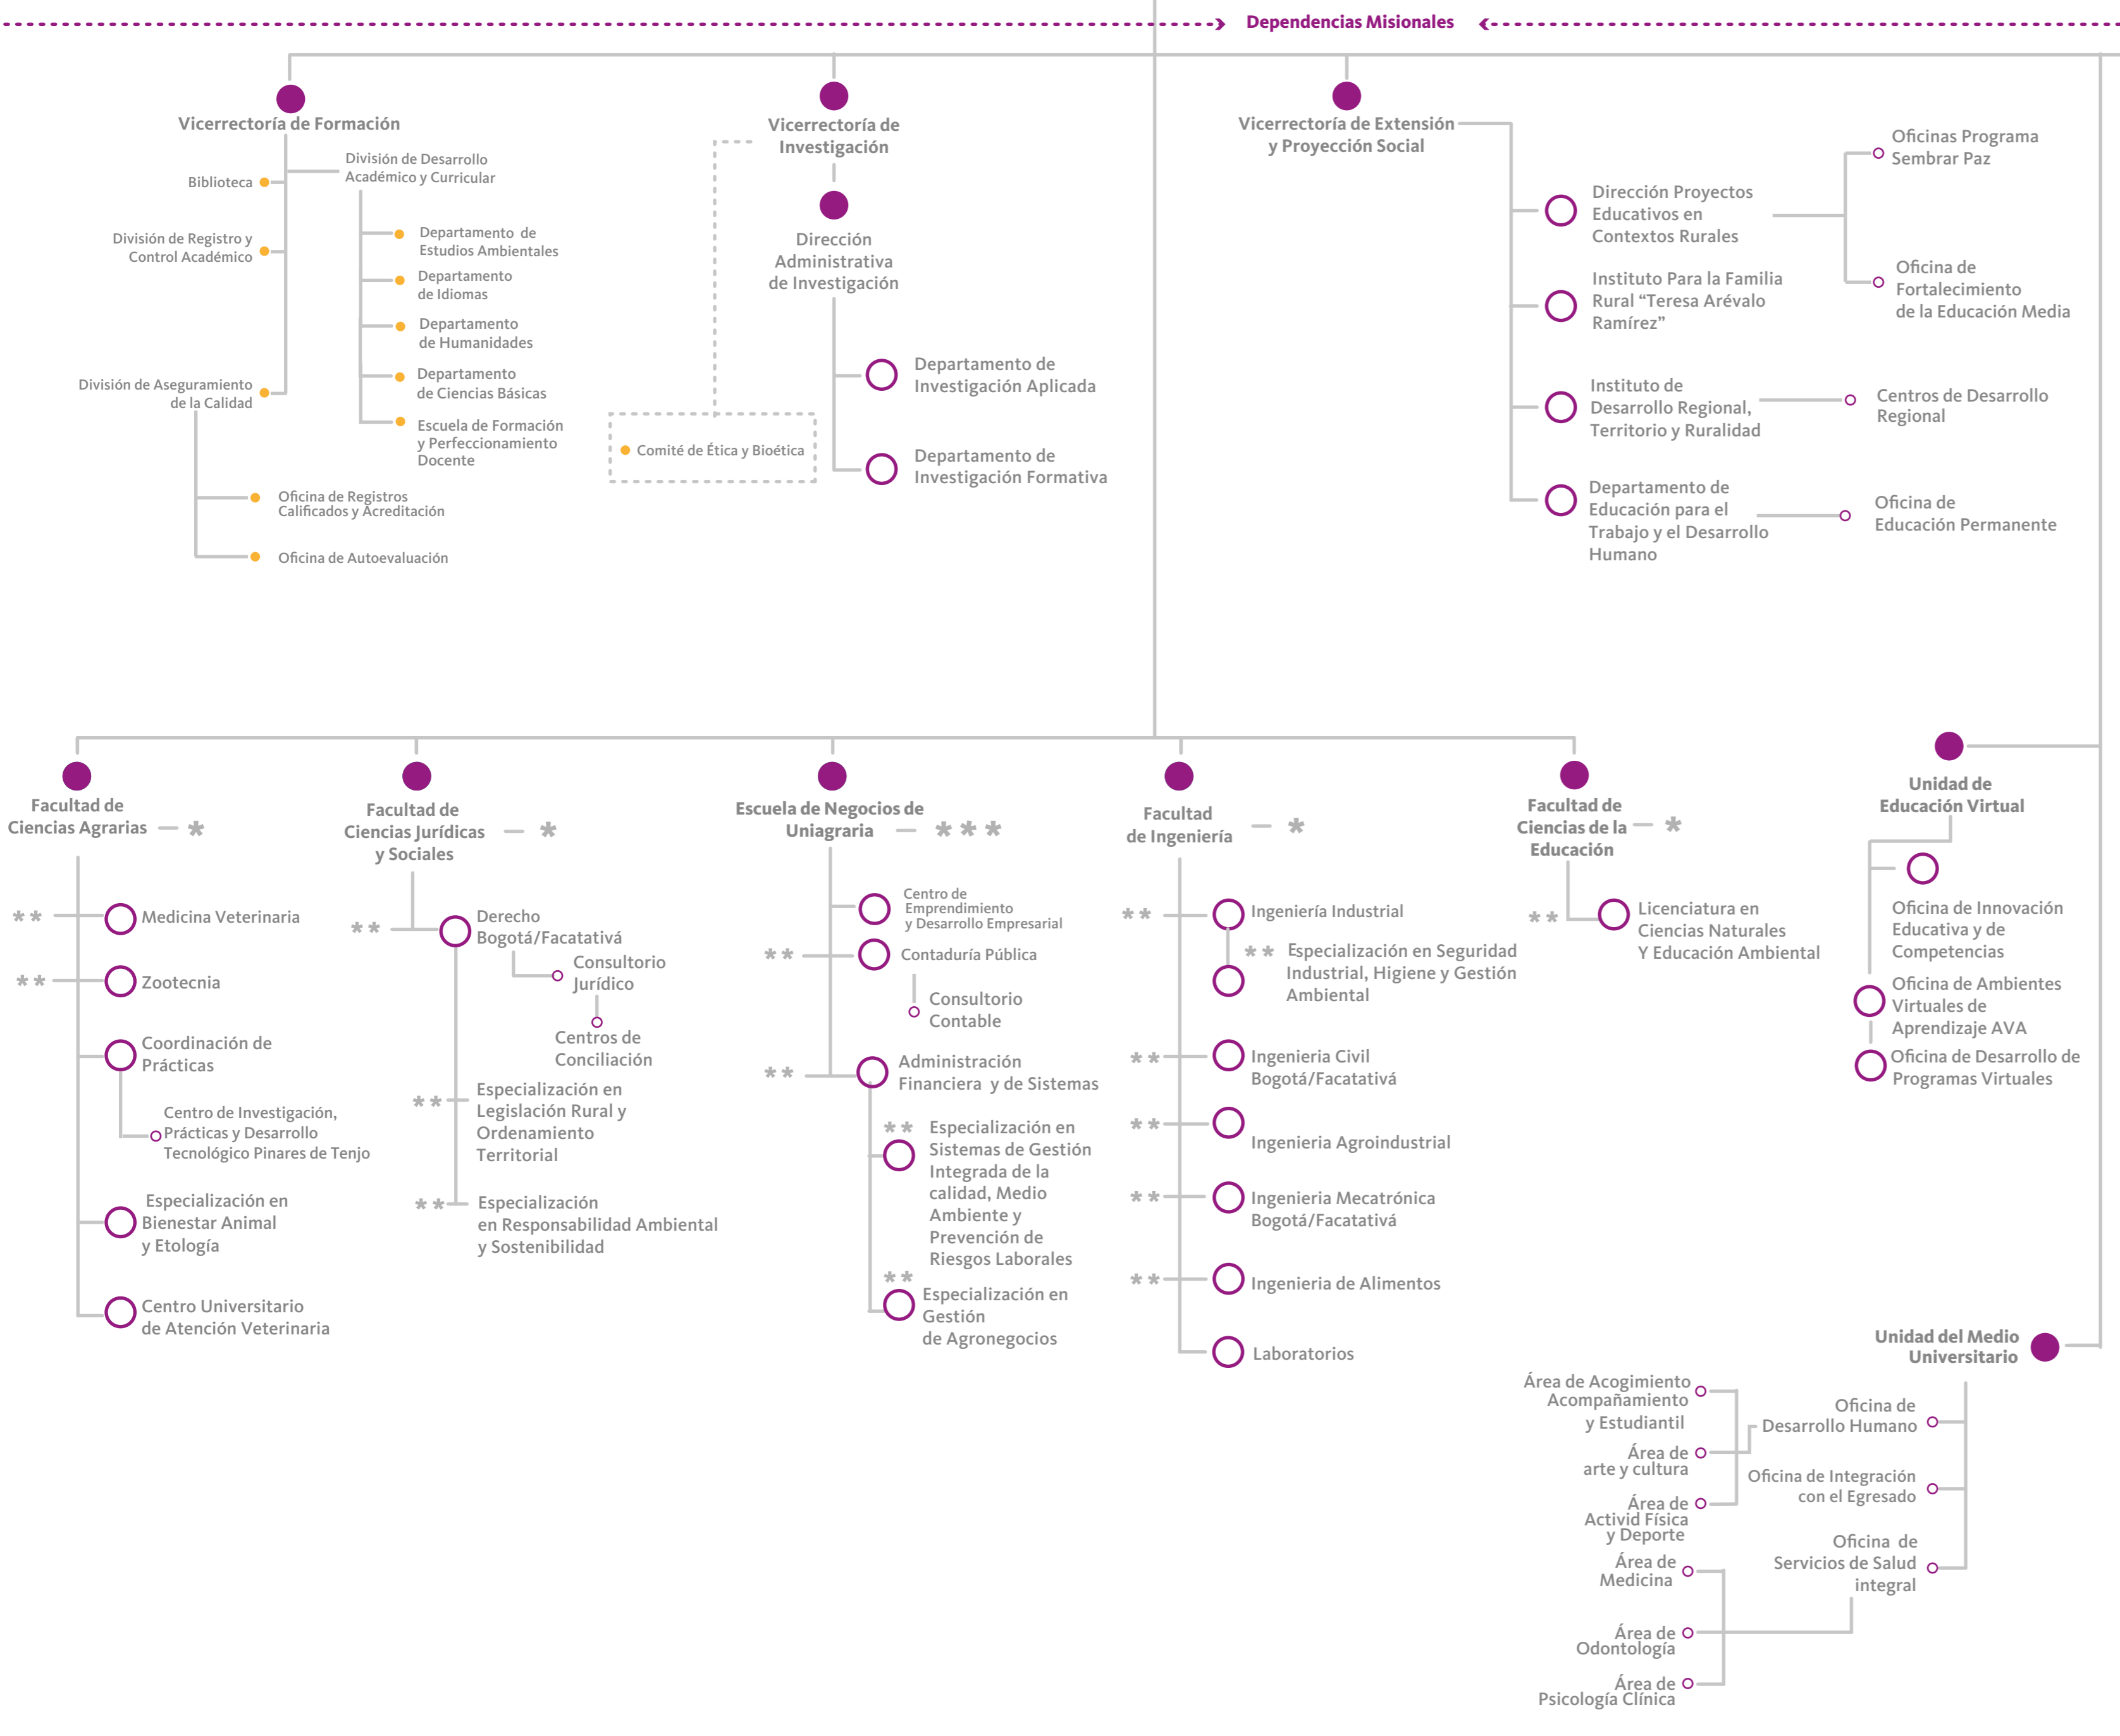 Dependencias Misionales
Vicerrectoría de Formación
División de Desarrollo
Académico y Curricular
Biblioteca
División de Registro y
Control Académico
Departamento de
Estudios Ambientales
Departamento
de Idiomas
Departamento
de Humanidades
Departamento
de Ciencias Básicas
Escuela de Formación
y Perfeccionamiento
Docente
División de Aseguramiento
de la Calidad
Oficina de Registros
Calificados y Acreditación
Oficina de Autoevaluación
Vicerrectoría de
Investigación
Dirección
Administrativa
de Investigación
Departamento de
Investigación Aplicada
Departamento de
Investigación Formativa
Comité de Ética y Bioética
Vicerrectoría de Extensión
y Proyección Social
Dirección Proyectos
Educativos en
Contextos Rurales
Oficinas Programa
Sembrar Paz
Oficina de
Fortalecimiento
de la Educación Media
Instituto Para la Familia
Rural “Teresa Arévalo
Ramírez”
Instituto de
Desarrollo Regional,
Territorio y Ruralidad
Centros de Desarrollo
Regional
Departamento de
Educación para el
Trabajo y el Desarrollo
Humano
Oficina de
Educación Permanente
Facultad de
Ciencias Agrarias *
** Medicina Veterinaria
** Zootecnia
Coordinación de
Prácticas
Centro de Investigación,
Prácticas y Desarrollo
Tecnológico Pinares de Tenjo
Especialización en
Bienestar Animal
y Etología
Centro Universitario
de Atención Veterinaria
Facultad de
Ciencias Jurídicas *
y Sociales
** Derecho
Bogotá/Facatativá
Consultorio
Jurídico
Centros de
Conciliación
** Especialización en
Legislación Rural y
Ordenamiento
Territorial
** Especialización
en Responsabilidad Ambiental
y Sostenibilidad
Escuela de Negocios de
Uniagraria ***
Centro de
Emprendimiento
y Desarrollo Empresarial
** Contaduría Pública
Consultorio
Contable
** Administración
Financiera y de Sistemas
** Especialización en
Sistemas de Gestión
Integrada de la
calidad, Medio
Ambiente y
Prevención de
Riesgos Laborales
**
Especialización en
Gestión
de Agronegocios
Facultad
de Ingeniería *
** Ingeniería Industrial
** Especialización en Seguridad
Industrial, Higiene y Gestión
Ambiental
** Ingenieria Civil
Bogotá/Facatativá
** Ingenieria Agroindustrial
** Ingenieria Mecatrónica
Bogotá/Facatativá
** Ingenieria de Alimentos
Laboratorios
Facultad de
Ciencias de la *
Educación
** Licenciatura en
Ciencias Naturales
Y Educación Ambiental
Unidad de
Educación Virtual
Oficina de Innovación
Educativa y de
Competencias
Oficina de Ambientes
Virtuales de
Aprendizaje AVA
Oficina de Desarrollo de
Programas Virtuales
Unidad del Medio
Universitario
Oficina de
Desarrollo Humano
Área de Acogimiento
Acompañamiento
y Estudiantil
Área de
arte y cultura
Área de
Activid Física
y Deporte
Oficina de Integración
con el Egresado
Oficina de
Servicios de Salud
integral
Área de
Medicina
Área de
Odontología
Área de
Psicología Clínica